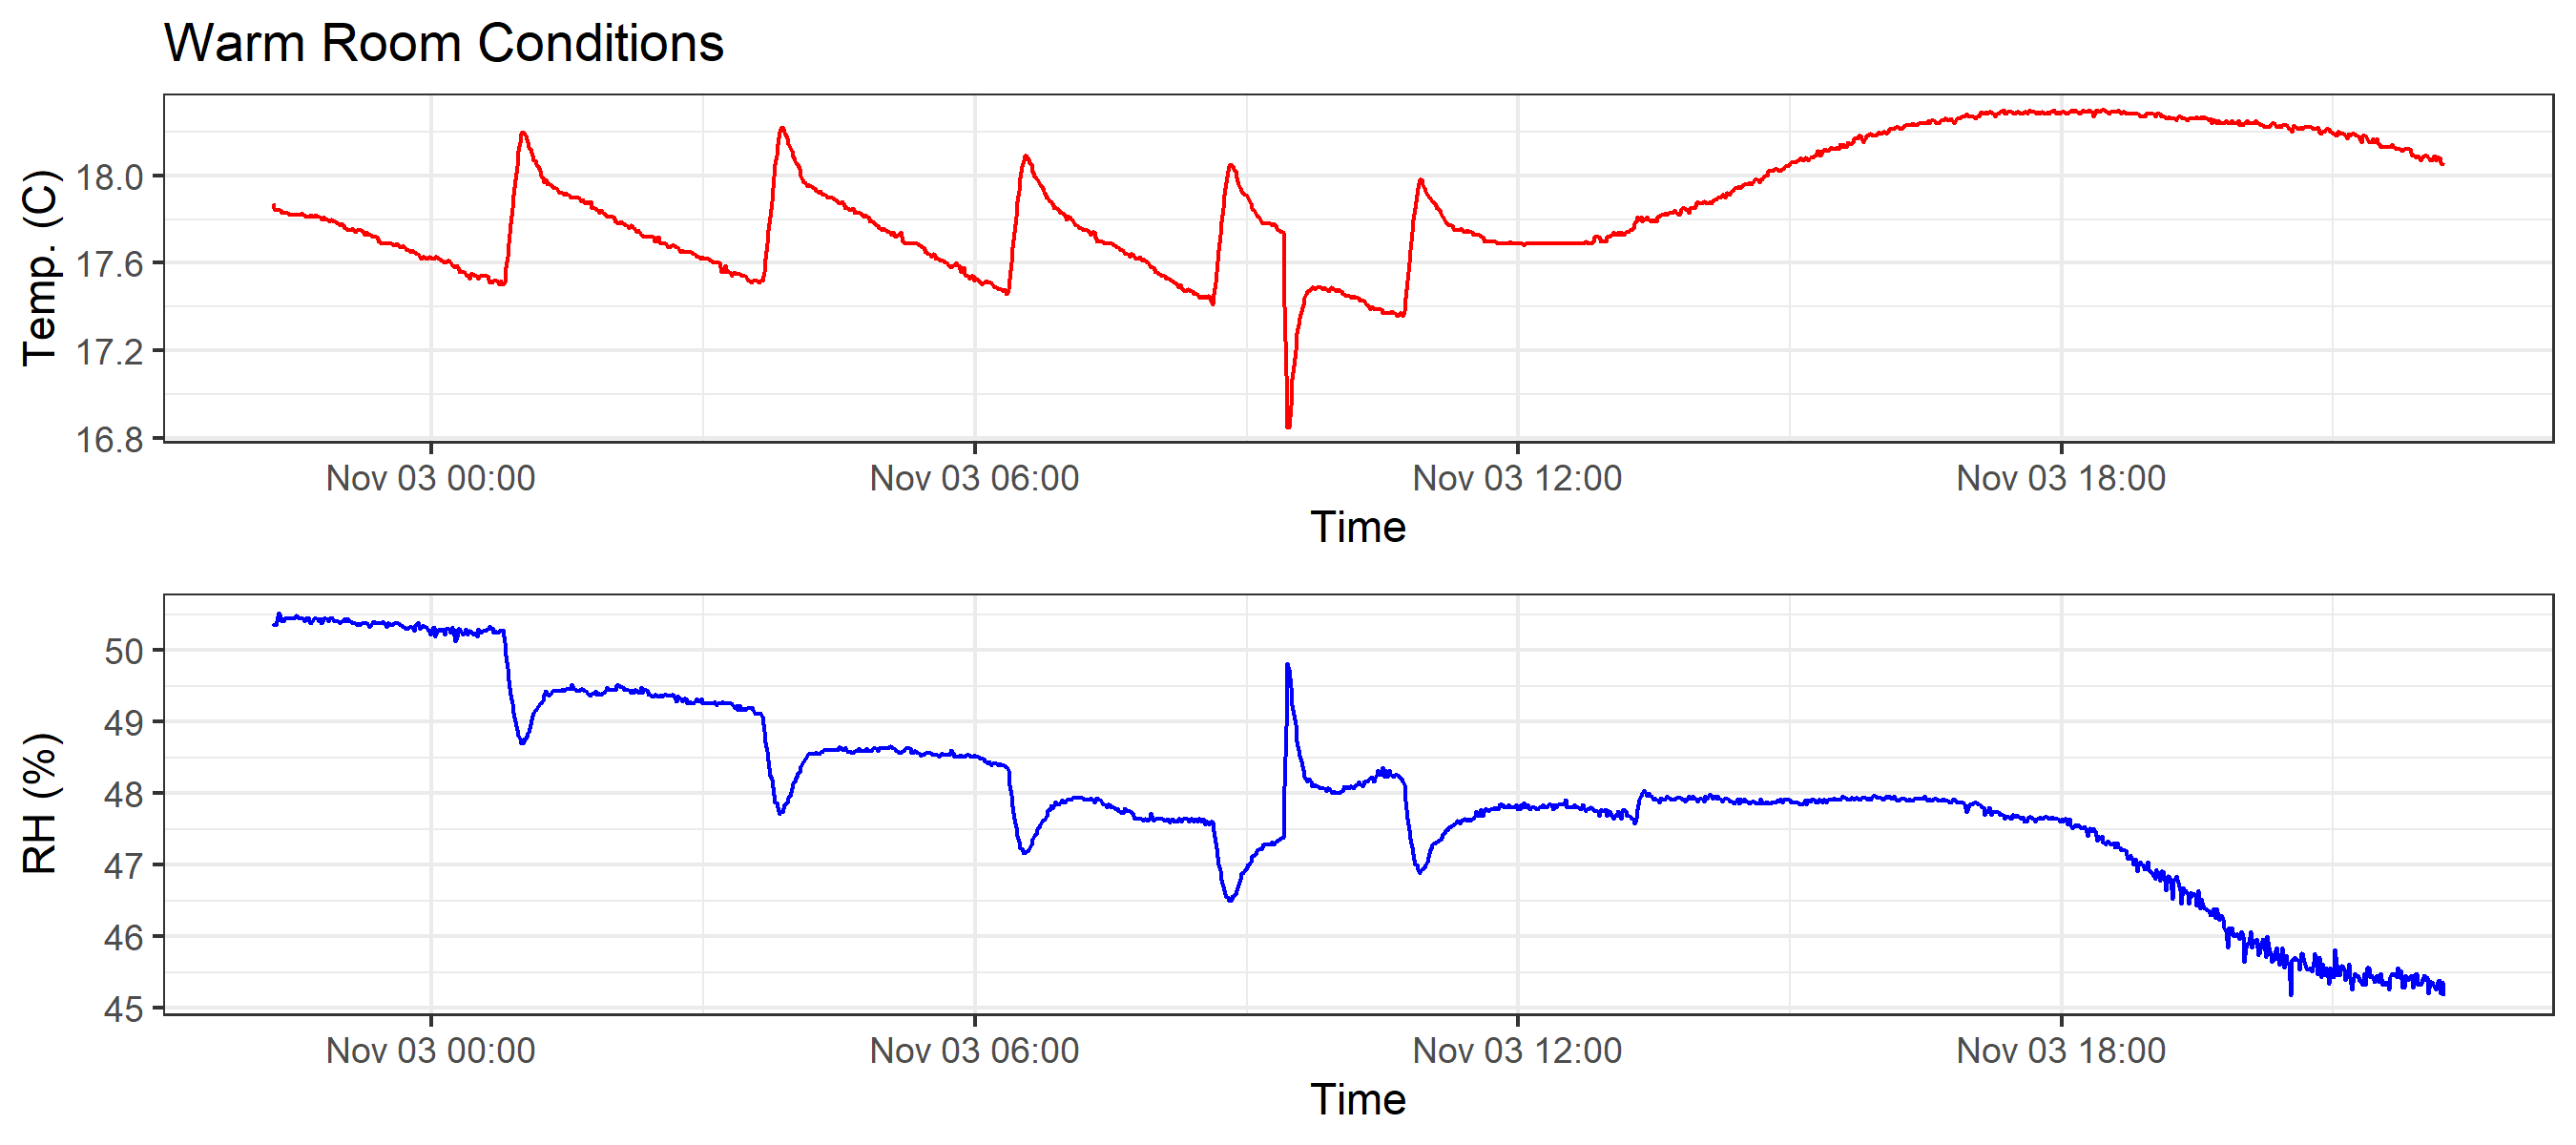 Warm Room Conditions
Temp. (C)
18.0
17.6
17.2
16.8
Nov 03 00:00 Nov 03 06:00 Nov 03 12:00 Nov 03 18:00
Time
RH (%)
50
49
48
47
46
45
Nov 03 00:00 Nov 03 06:00 Nov 03 12:00 Nov 03 18:00
Time